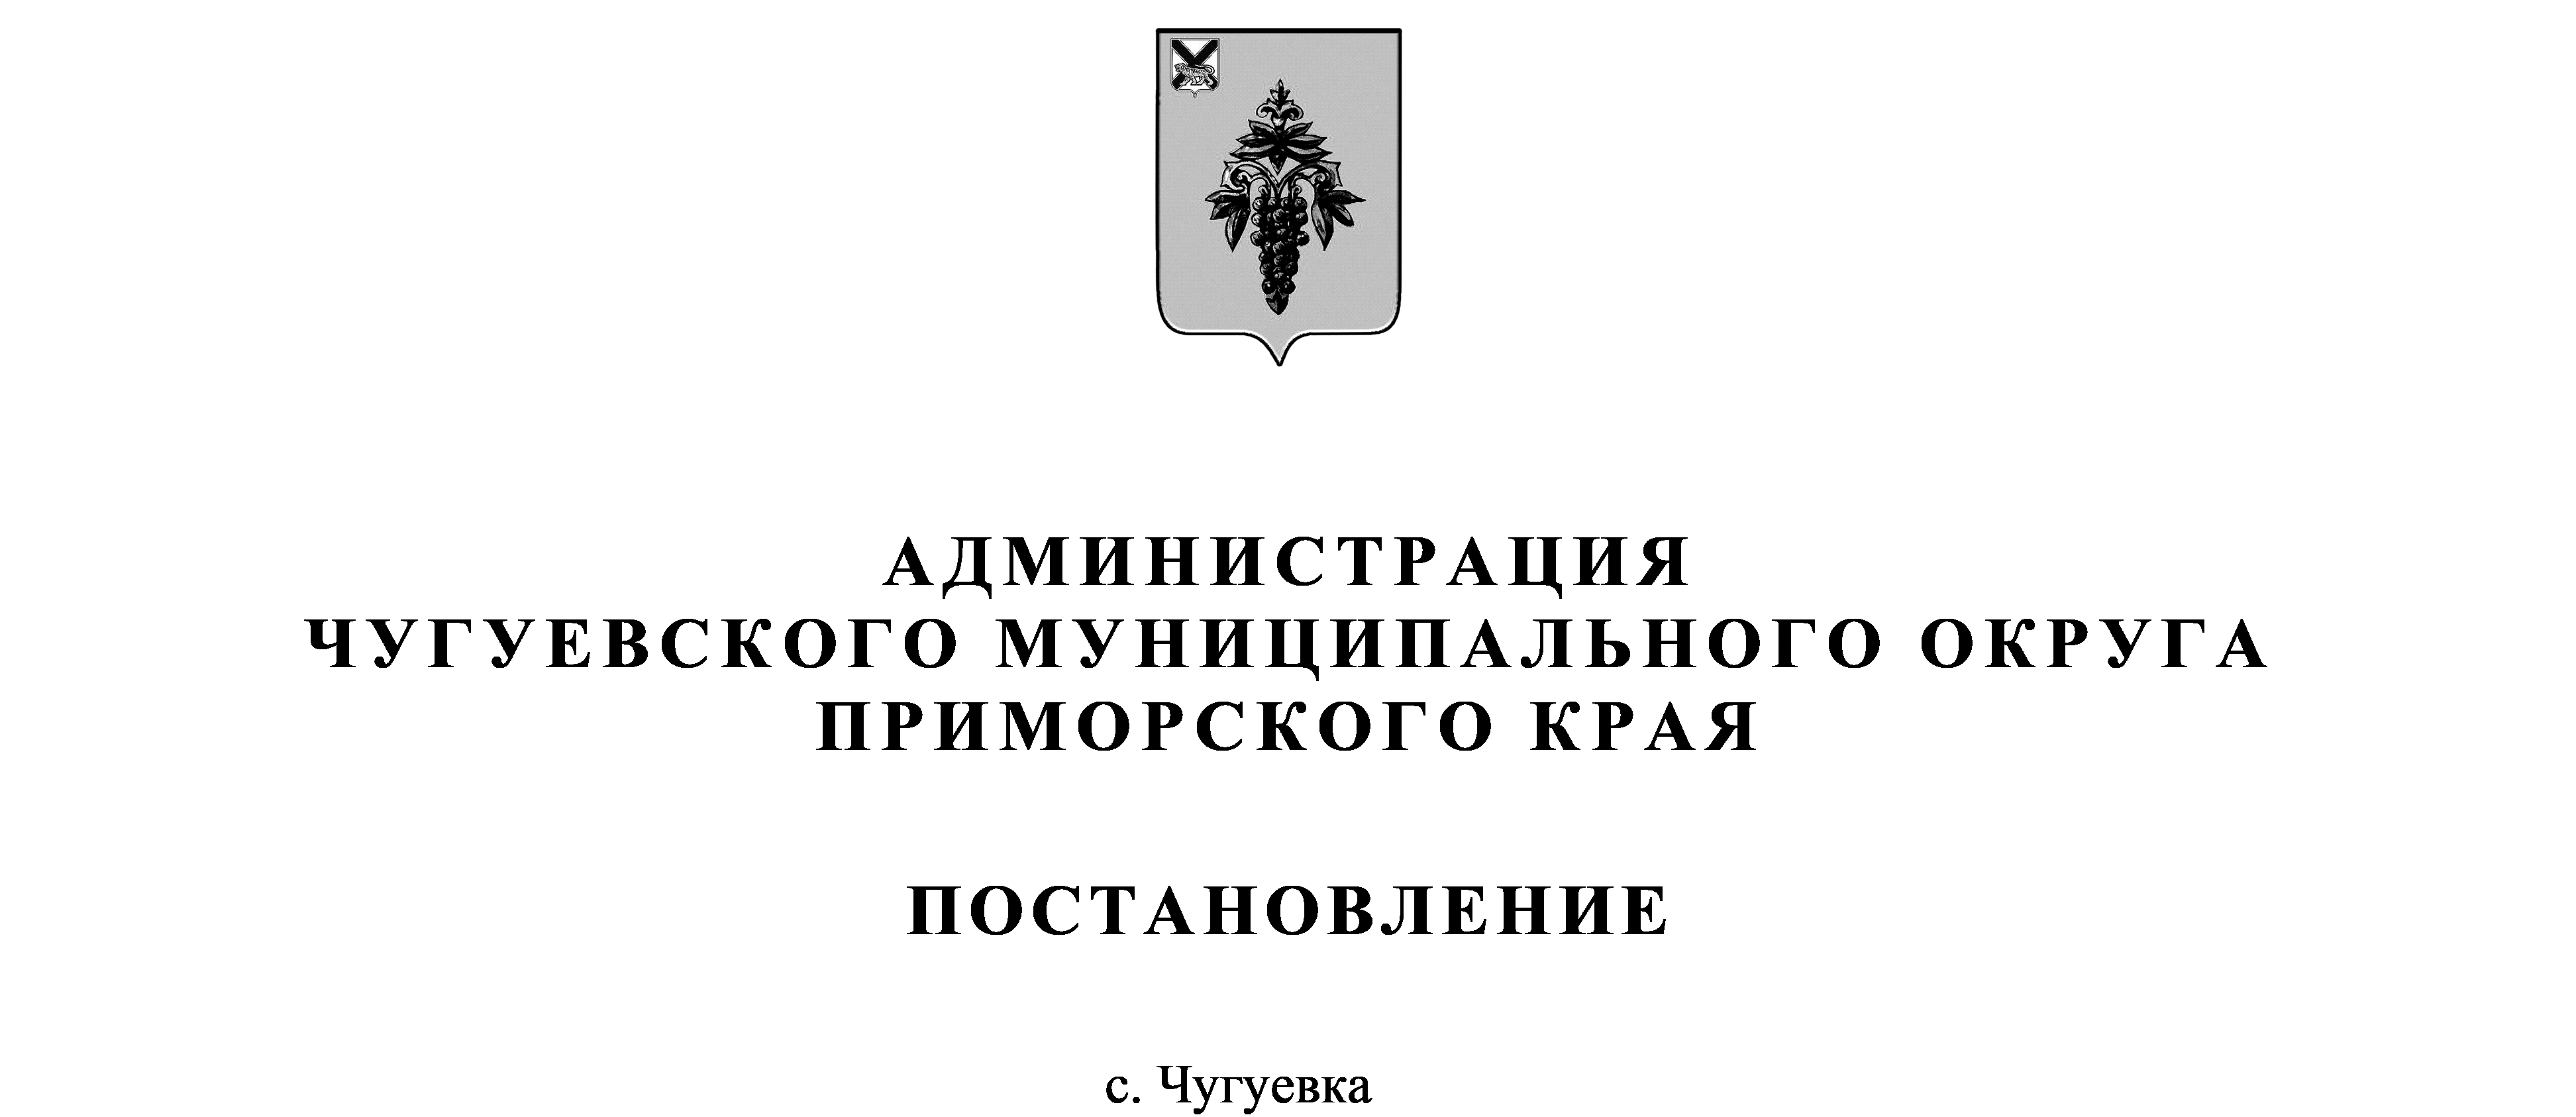 АДМИНИСТРАЦИЯ
ЧУГУЕВСКОГО МУНИЦИПАЛЬНОГО ОКРУГА
ПРИМОРСКОГО КРАЯ
ПОСТАНОВЛЕНИЕ
с. Чугуевка